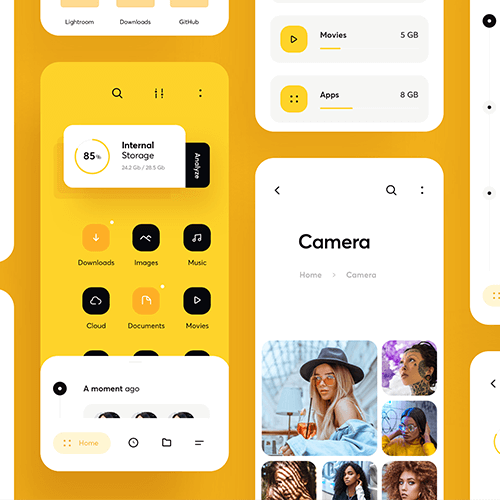 Lightroom
Downloads
GitHub
Movies
5 GB
Apps
8 GB
85%
Internal
Storage
24.2 Gb / 28.5 Gb
Analyze
Downloads
Images
Music
Cloud
Documents
Movies
A moment ago
Home
Camera
Home > Camera